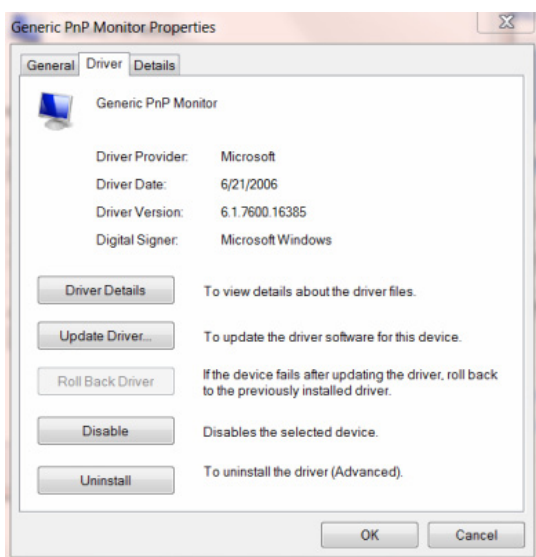 Generic PnP Monitor Properties
General Driver Details
Generic PnP Monitor
Driver Provider: Microsoft
Driver Date: 6/21/2006
Driver Version: 6.1.7600.16385
Digital Signer: Microsoft Windows
Driver Details To view details about the driver files.
Update Driver... To update the driver software for this device.
Roll Back Driver If the device fails after updating the driver, roll back
to the previously installed driver.
Disable Disables the selected device.
Uninstall To uninstall the driver (Advanced).
OK Cancel